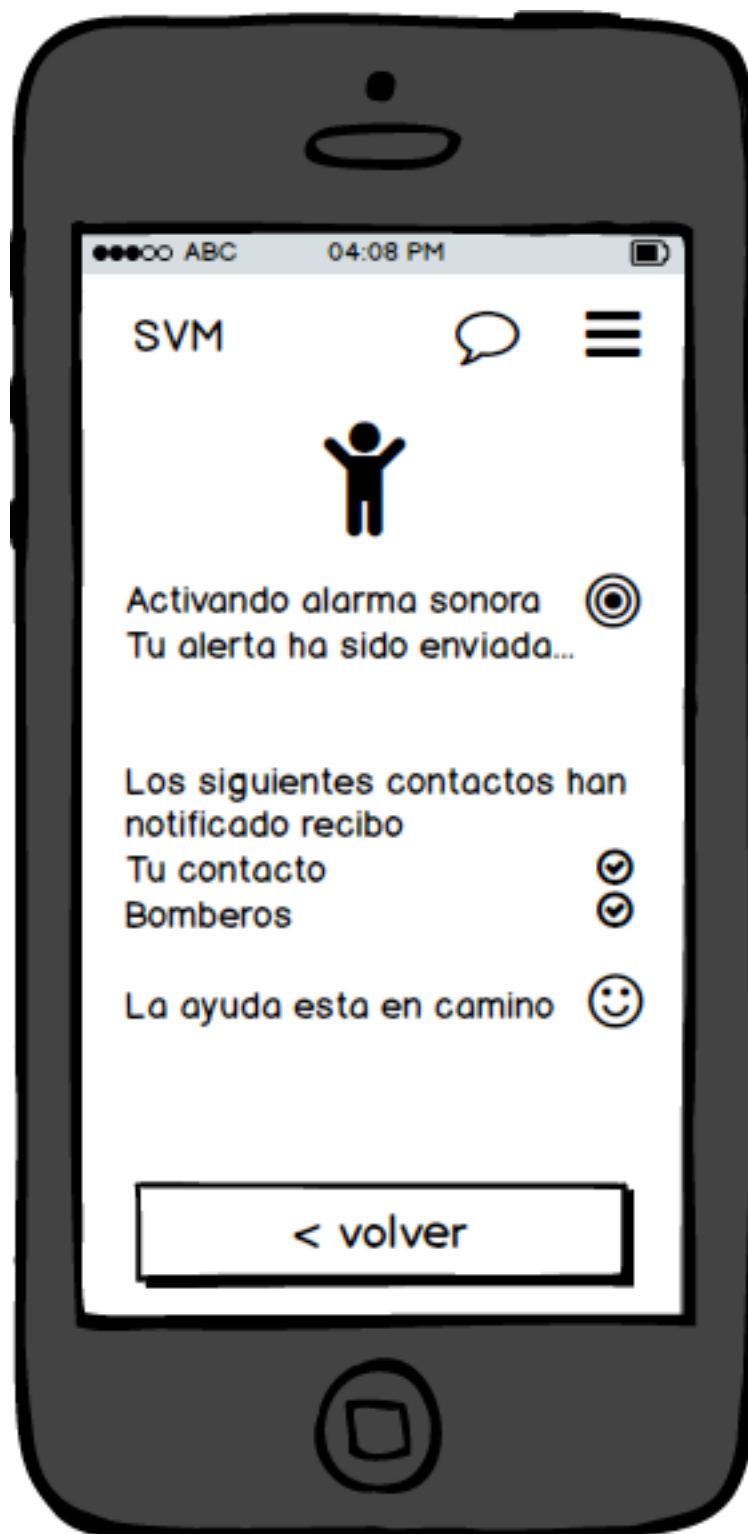 ABC 04:08 PM
SVM
Activando alarma sonora
Tu alerta ha sido enviada...
Los siguientes contactos han
notificado recibo
Tu contacto
Bomberos
La ayuda esta en camino
< volver